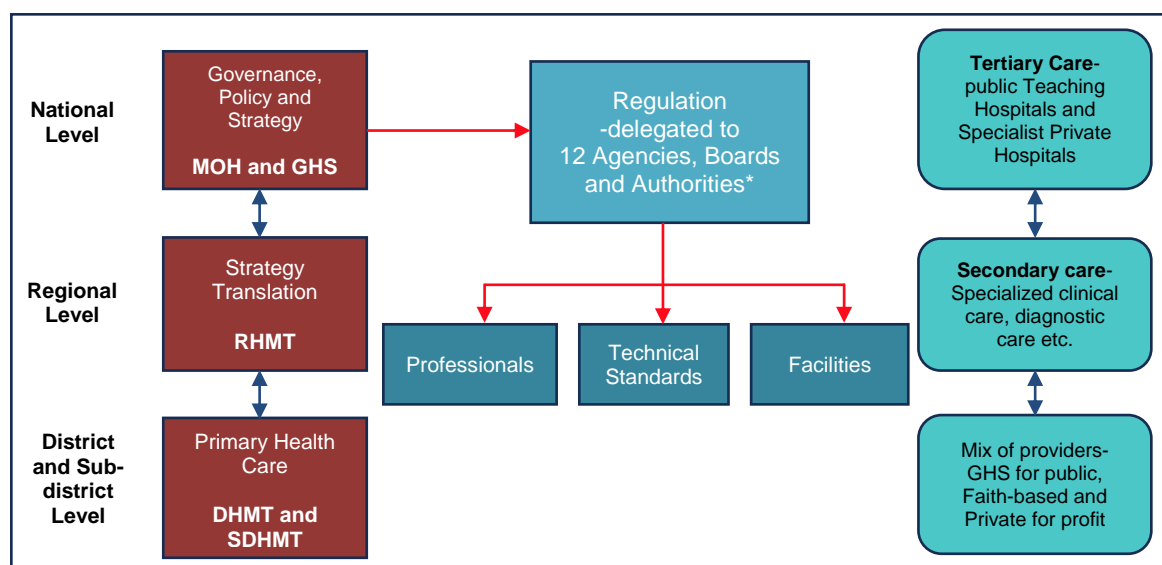 National
Level
Governance,
Policy and
Strategy
MOH and GHS
Regulation
-delegated to
12 Agencies, Boards
and Authorities*
Tertiary Care-
public Teaching
Hospitals and
Specialist Private
Hospitals
Regional
Level
Strategy
Translation
RHMT
Professionals
Technical
Standards
Facilities
Secondary care-
Specialized clinical
care, diagnostic
care etc.
District
and Sub-
district
Level
Primary Health
Care
DHMT and
SDHMT
Mix of providers-
GHS for public,
Faith-based and
Private for profit